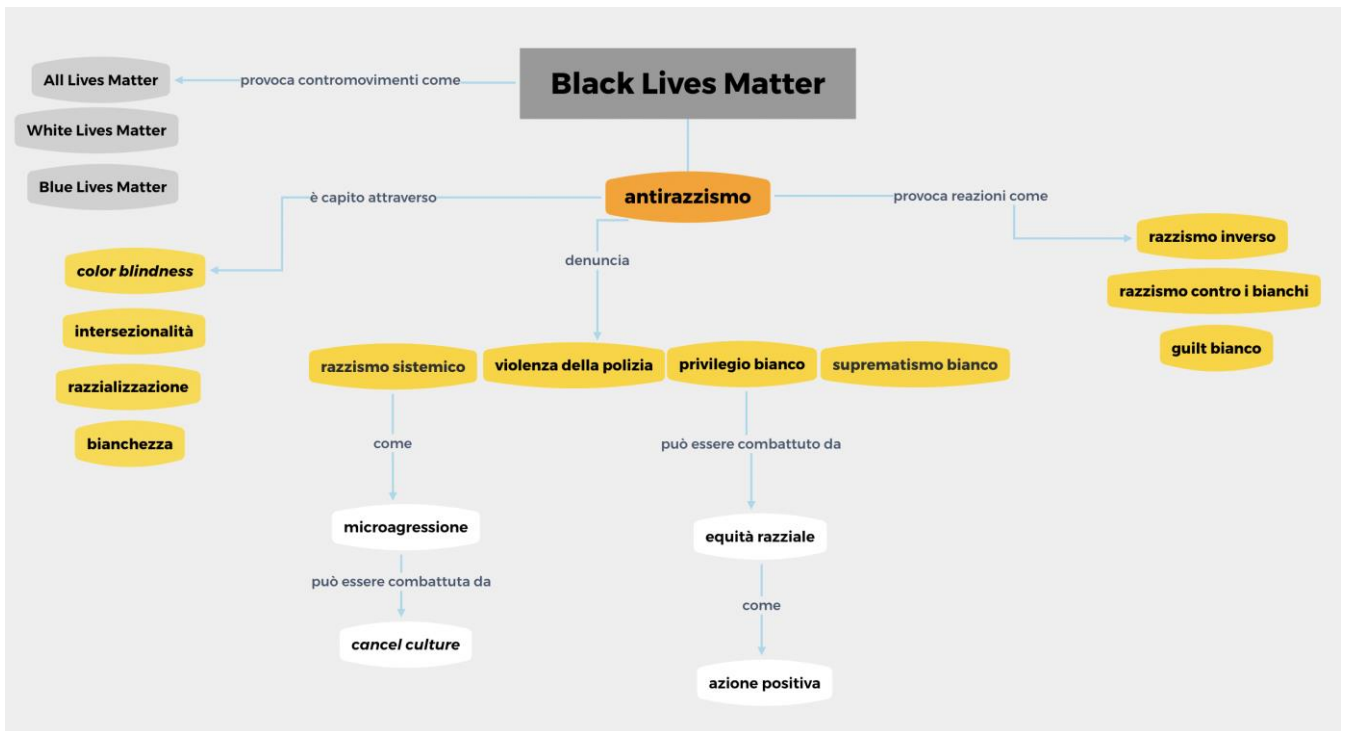 Black Lives Matter
provoca contromovimenti come
All Lives Matter
White Lives Matter
Blue Lives Matter
antirazzismo
è capito attraverso
color blindness
intersezionalità
razzializzazione
bianchezza
provoca reazioni come
razzismo inverso
razzismo contro i bianchi
guilt bianco
denuncia
razzismo sistemico
violenza della polizia
privilegio bianco
suprematismo bianco
come
microagressione
può essere combattuta da
cancel culture
può essere combattuto da
equità razziale
come
azione positiva